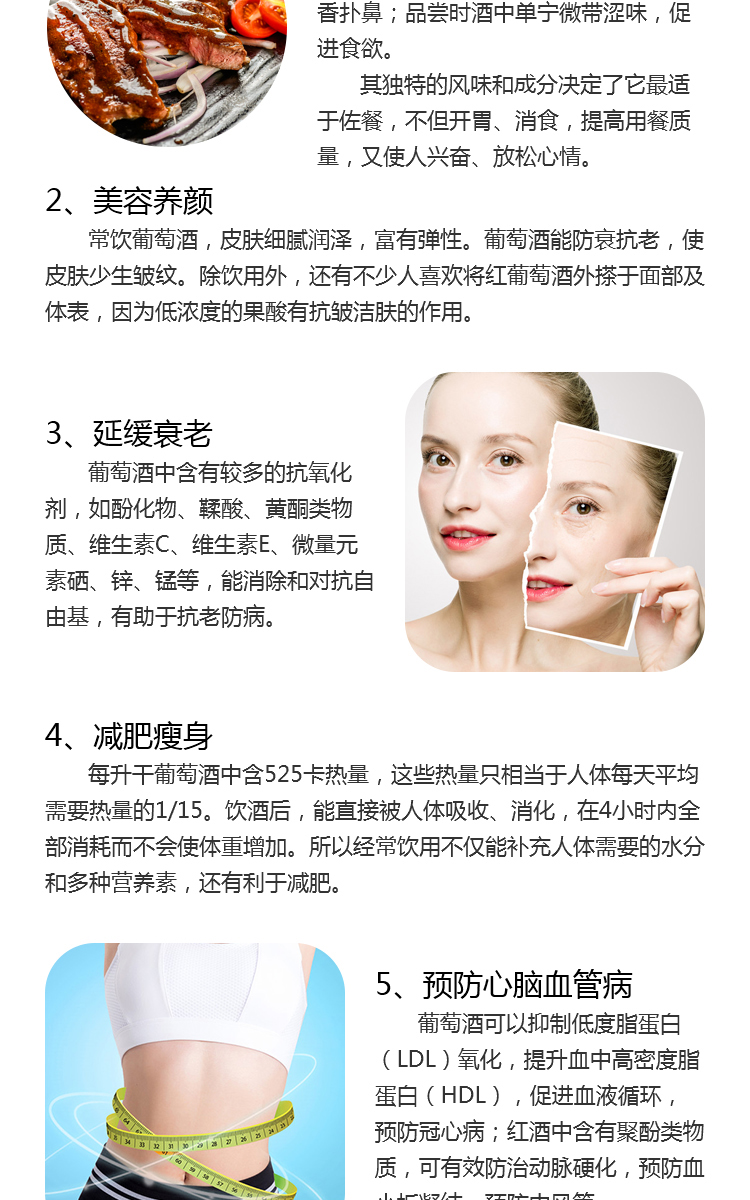 香扑鼻；品尝时酒中单宁微带涩味，促
进食欲。
其独特的风味和成分决定了它最适
于佐餐，不但开胃、消食，提高用餐质
量，又使人兴奋、放松心情。
2、美容养颜
常饮葡萄酒，皮肤细腻润泽，富有弹性。葡萄酒能防衰抗老，使
皮肤少生皱纹。除饮用外，还有不少人喜欢将红葡萄酒外搽于面部及
体表，因为低浓度的果酸有抗皱洁肤的作用。
3、延缓衰老
葡萄酒中含有较多的抗氧化
剂，如酚化物、鞣酸、黄酮类物
质、维生素C、维生素E、微量元
素硒、锌、锰等，能消除和对抗自
由基，有助于抗老防病。
4、减肥瘦身
每升干葡萄酒中含525卡热量，这些热量只相当于人体每天平均
需要热量的1/15。饮酒后，能直接被人体吸收、消化，在4小时内全
部消耗而不会使体重增加。所以经常饮用不仅能补充人体需要的水分
和多种营养素，还有利于减肥。
5、预防心脑血管病
葡萄酒可以抑制低度脂蛋白
（LDL）氧化，提升血中高密度脂
蛋白（HDL），促进血液循环，
预防冠心病；红酒中含有聚酚类物
质，可有效防治动脉硬化，预防血